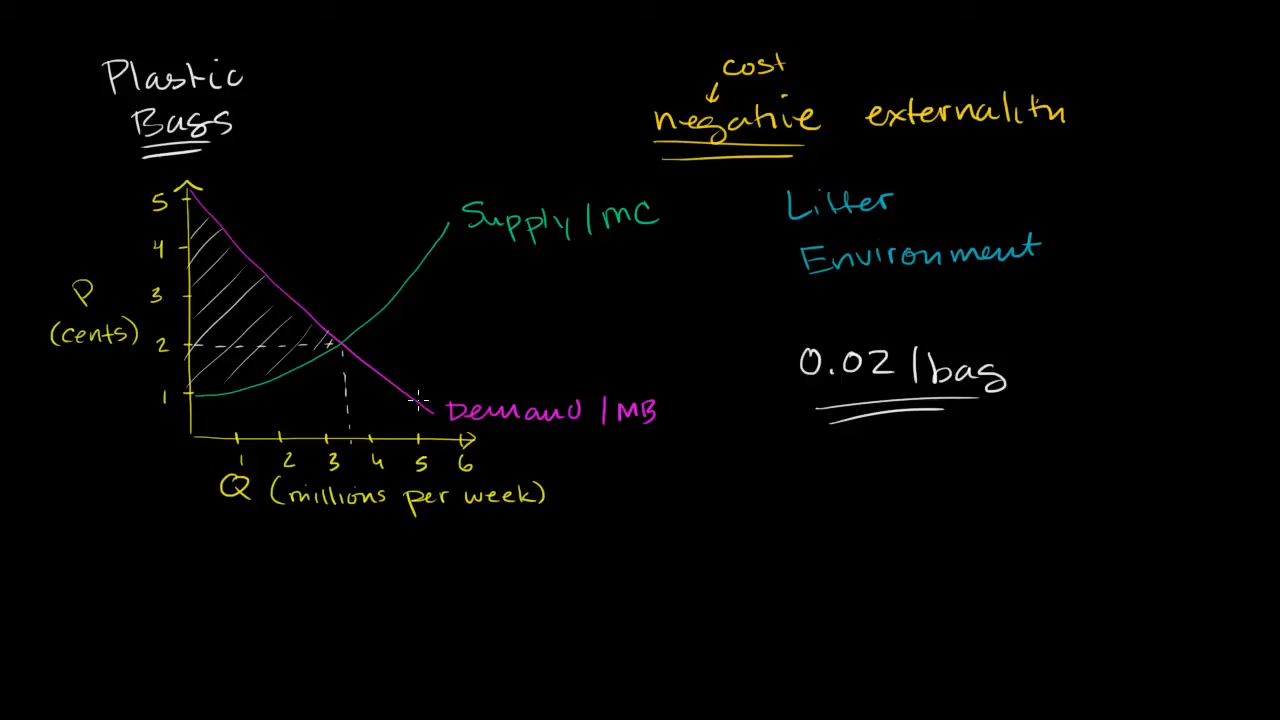 Plastic
Bags
cost
negative externality
5
4
3
2
1
P
(cents)
Supply/MC
Demand/MB
1 2 3 4 5 6
Q (millions per week)
Litter
Environment
0.02/bag